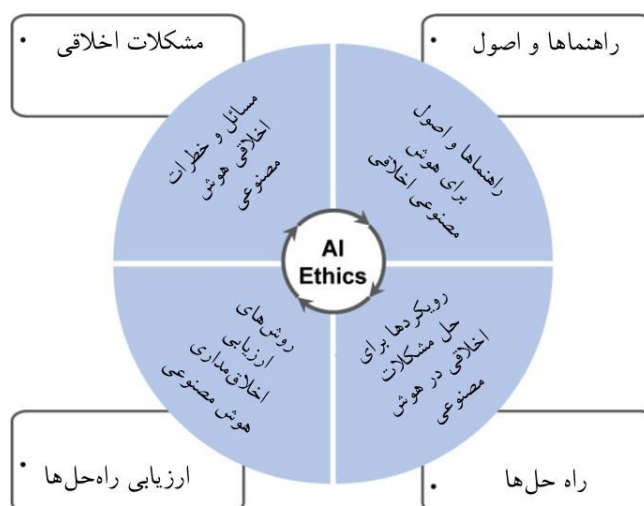 راهنماها و اصول
مشکلات اخلاقی
راهنماها و اصول
برای هوش
مصنوعی اخلاقی
مسائل و خطرات
اخلاقی هوش
مصنوعی
AI
Ethics
رویکردها برای
حل مشکلات
اخلاقی در هوش
مصنوعی
روش‌های
ارزیابی
اخلاق‌مداری
هوش مصنوعی
راه حل‌ها
ارزیابی راه‌حل‌ها